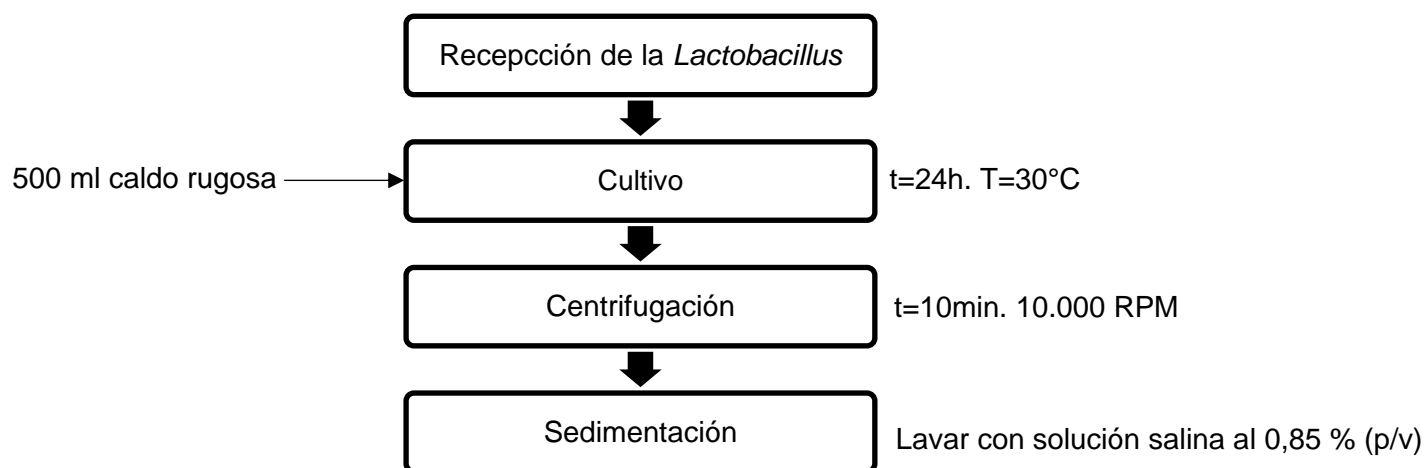 Recepcción de la Lactobacillus
500 ml caldo rugosa
Cultivo
t=24h. T=30°C
Centrifugación
t=10min. 10.000 RPM
Sedimentación
Lavar con solución salina al 0,85 % (p/v)